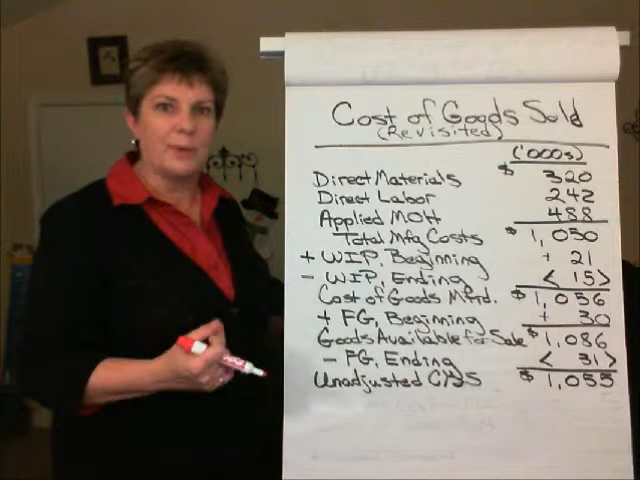 Cost of Goods Sold
(Revisited)
('000s)
Direct Materials $ 320
Direct Labor 242
Applied MOH 488
Total Mfg Costs $ 1,050
+ WIP, Beginning + 21
- WIP, Ending < 15>
Cost of Goods Mfrd. $ 1,056
+ FG, Beginning + 30
Goods Available for Sale $ 1,086
- FG, Ending < 31>
Unadjusted CGS $ 1,055